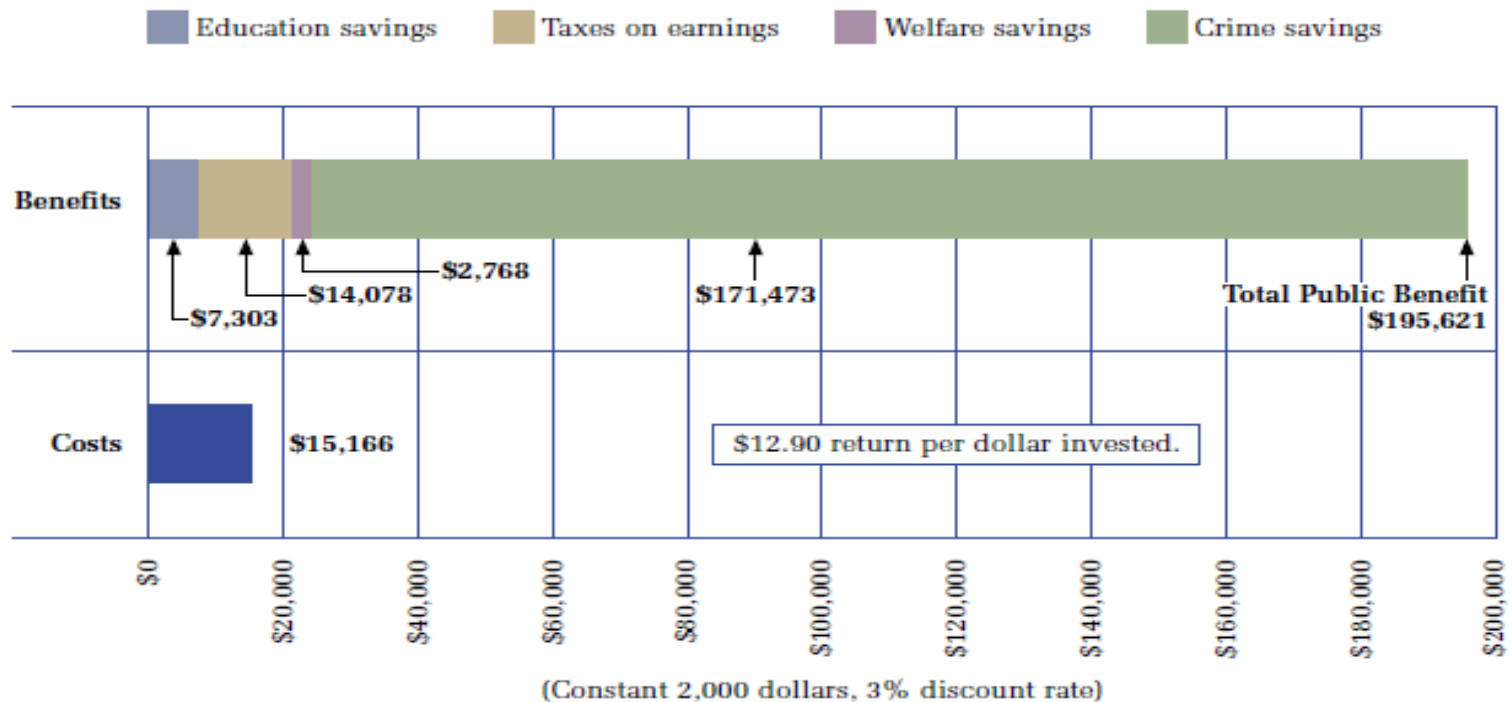 Education savings Taxes on earnings Welfare savings Crime savings
Benefits
$2,768
$14,078 $171,473 Total Public Benefit
$7,303 $195,621
Costs $15,166 $12.90 return per dollar invested.
$0 $20,000 $40,000 $60,000 $80,000 $100,000 $120,000 $140,000 $160,000 $180,000 $200,000
(Constant 2,000 dollars, 3% discount rate)